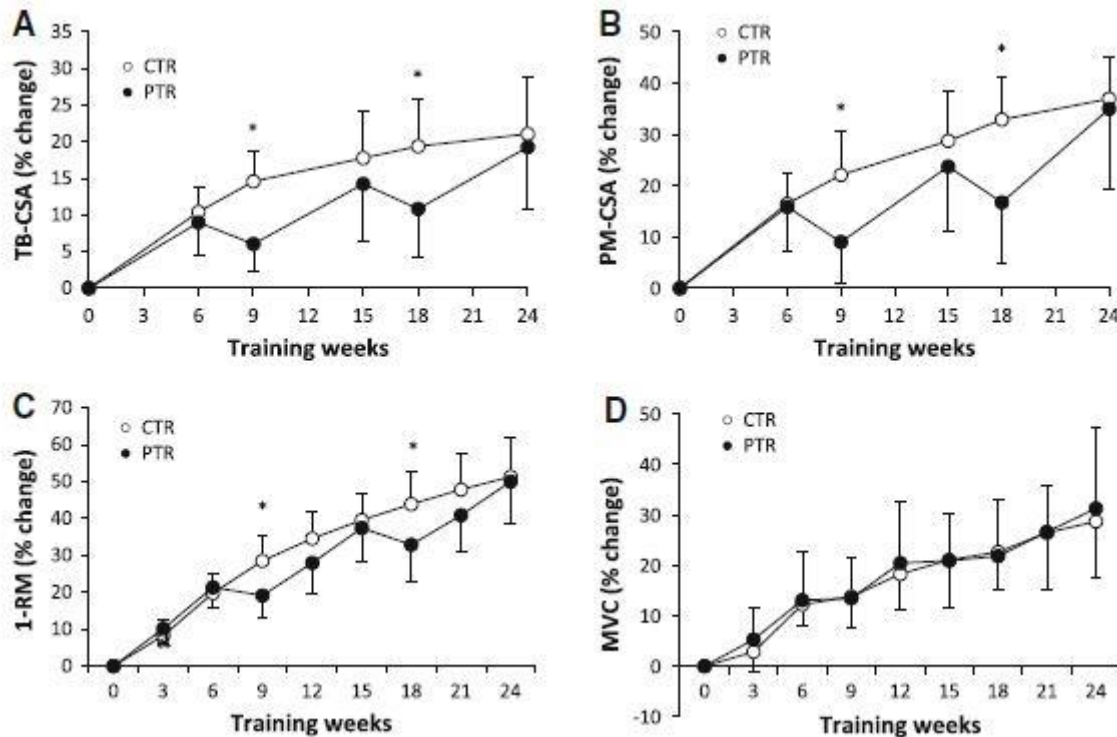 A
B
TB-CSA (% change)
35
30
25
20
15
10
5
0
CTR
PTR
*
*
0 3 6 9 12 15 18 21 24
Training weeks
PM-CSA (% change)
50
40
30
20
10
0
CTR
PTR
*
*
0 3 6 9 12 15 18 21 24
Training weeks
C
D
1-RM (% change)
70
60
50
40
30
20
10
0
CTR
PTR
*
*
0 3 6 9 12 15 18 21 24
Training weeks
MVC (% change)
50
40
30
20
10
0
-10
CTR
PTR
0 3 6 9 12 15 18 21 24
Training weeks